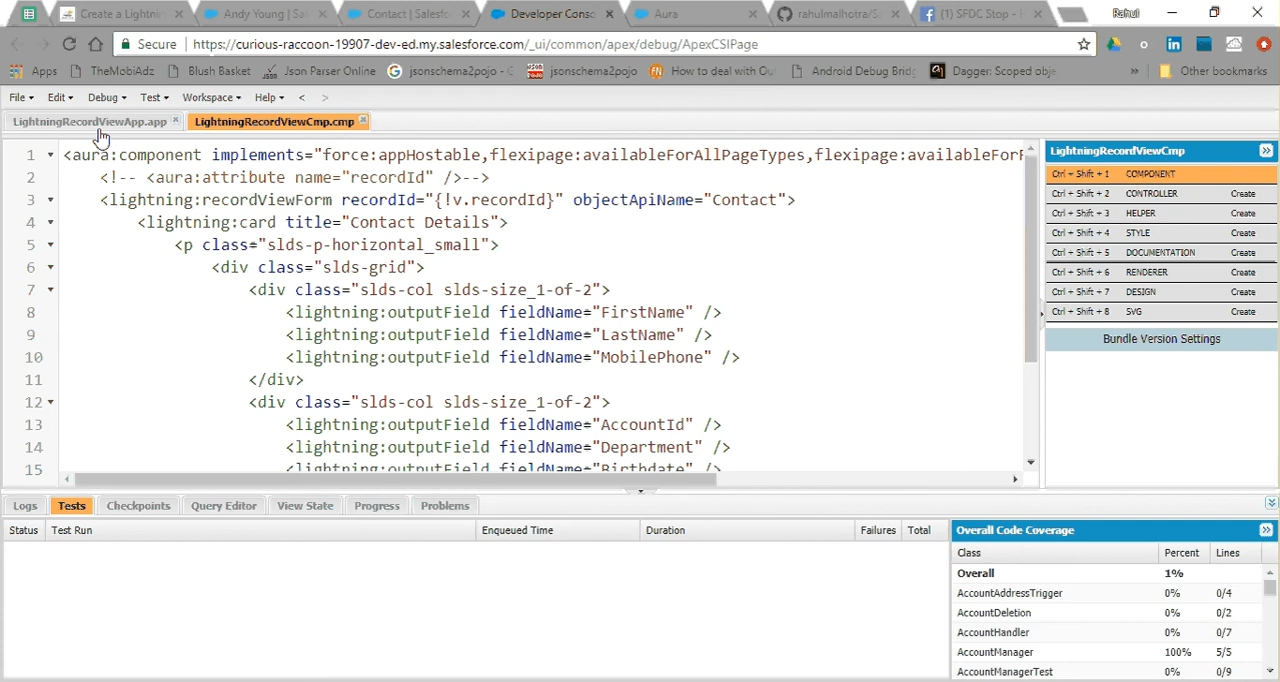 Create a Lightnin
Andy Young | Sal
Contact | Salesfo
Developer Conso
Aura
rahulmalhotra/S
(1) SFDC Stop - H
Rahul
Secure
https://curious-raccoon-19907-dev-ed.my.salesforce.com/_ui/common/apex/debug/ApexCSIPage
Apps
TheMobiAdz
Blush Basket
Json Parser Online
jsonschema2pojo - G
jsonschema2pojo
How to deal with Ou
Android Debug Bridg
Dagger: Scoped obje
»
Other bookmarks
File
Edit
Debug
Test
Workspace
Help
<
>
LightningRecordViewApp.app
LightningRecordViewCmp.cmp
1 <aura:component implements="force:appHostable,flexipage:availableForAllPageTypes,flexipage:availableForF
2 <!-- <aura:attribute name="recordId" />-->
3 <lightning:recordViewForm recordId="{!v.recordId}" objectApiName="Contact">
4 <lightning:card title="Contact Details">
5 <p class="slds-p-horizontal_small">
6 <div class="slds-grid">
7 <div class="slds-col slds-size_1-of-2">
8 <lightning:outputField fieldName="FirstName" />
9 <lightning:outputField fieldName="LastName" />
10 <lightning:outputField fieldName="MobilePhone" />
11 </div>
12 <div class="slds-col slds-size_1-of-2">
13 <lightning:outputField fieldName="AccountId" />
14 <lightning:outputField fieldName="Department" />
15 <lightning:outputField fieldName="Birthdate" />
LightningRecordViewCmp
Ctrl + Shift + 1 COMPONENT
Ctrl + Shift + 2 CONTROLLER Create
Ctrl + Shift + 3 HELPER Create
Ctrl + Shift + 4 STYLE Create
Ctrl + Shift + 5 DOCUMENTATION Create
Ctrl + Shift + 6 RENDERER Create
Ctrl + Shift + 7 DESIGN Create
Ctrl + Shift + 8 SVG Create
Bundle Version Settings
Logs
Tests
Checkpoints
Query Editor
View State
Progress
Problems
Status
Test Run
Enqueued Time
Duration
Failures
Total
Overall Code Coverage
Class Percent Lines
Overall 1%
AccountAddressTrigger 0% 0/4
AccountDeletion 0% 0/2
AccountHandler 0% 0/7
AccountManager 100% 5/5
AccountManagerTest 0% 0/9